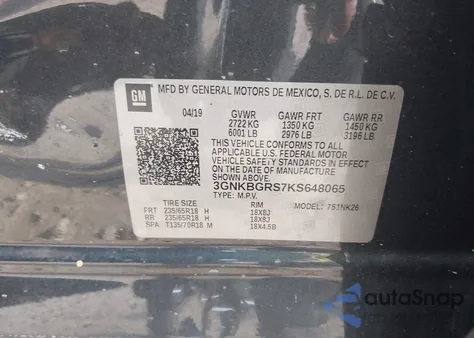 GM
MFD BY GENERAL MOTORS DE MEXICO, S. DE R.L. DE C.V.
04/19 GVWR GAWR FRT GAWR RR
2722 KG 1350 KG 1450 KG
6001 LB 2976 LB 3196 LB
THIS VEHICLE CONFORMS TO ALL
APPLICABLE U.S. FEDERAL MOTOR
VEHICLE SAFETY STANDARDS IN EFFECT
ON THE DATE OF MANUFACTURE SHOWN ABOVE.
3GNKBGRS7KS648065
TYPE: M.P.V. MODEL: 1NK26
TIRE SIZE RIM
FRT 235/65R18 H 18X8J
RR 235/65R18 H 18X8J
SPA T135/70R18 M 18X4.5B
autoSnap